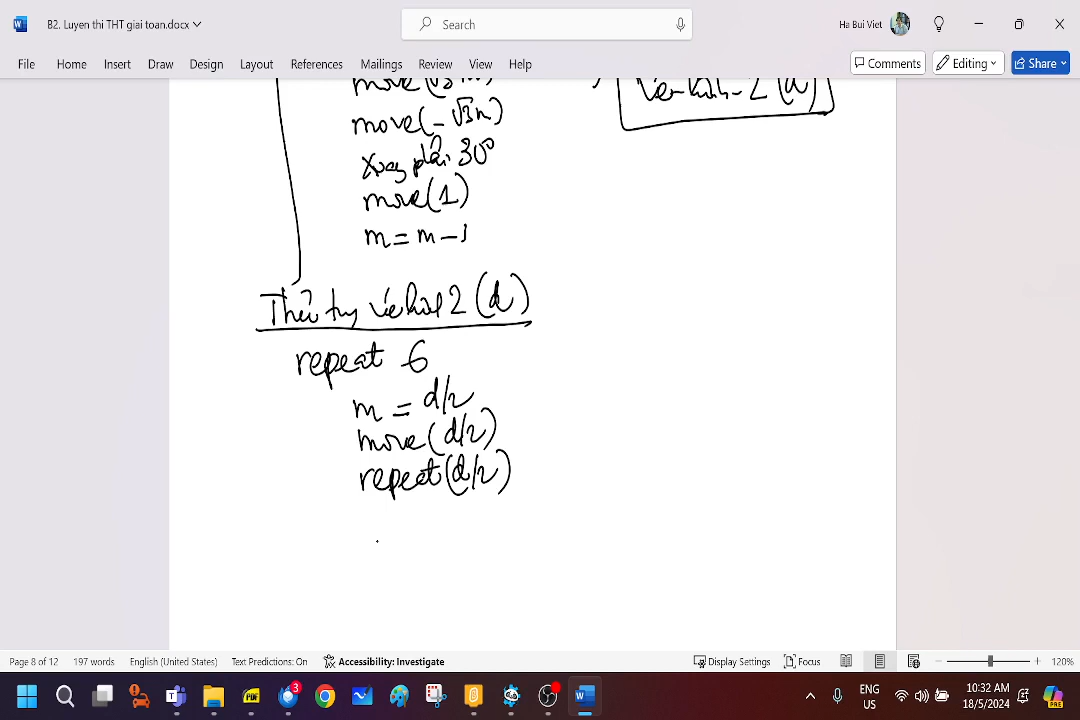 B2. Luyen thi THT giai toan.docx
Search
Ha Bui Viet
File Home Insert Draw Design Layout References Mailings Review View Help
Comments Editing Share
move(-√3m)
Xoay phải 30°
move(1)
m = m - 1
Thủ tục Vẽ hình 2 (d)
repeat 6
m = d/2
move(d/2)
repeat(d/2)
Page 8 of 12 197 words English (United States) Text Predictions: On Accessibility: Investigate Display Settings Focus 120%
3
ENG
US
10:32 AM
18/5/2024